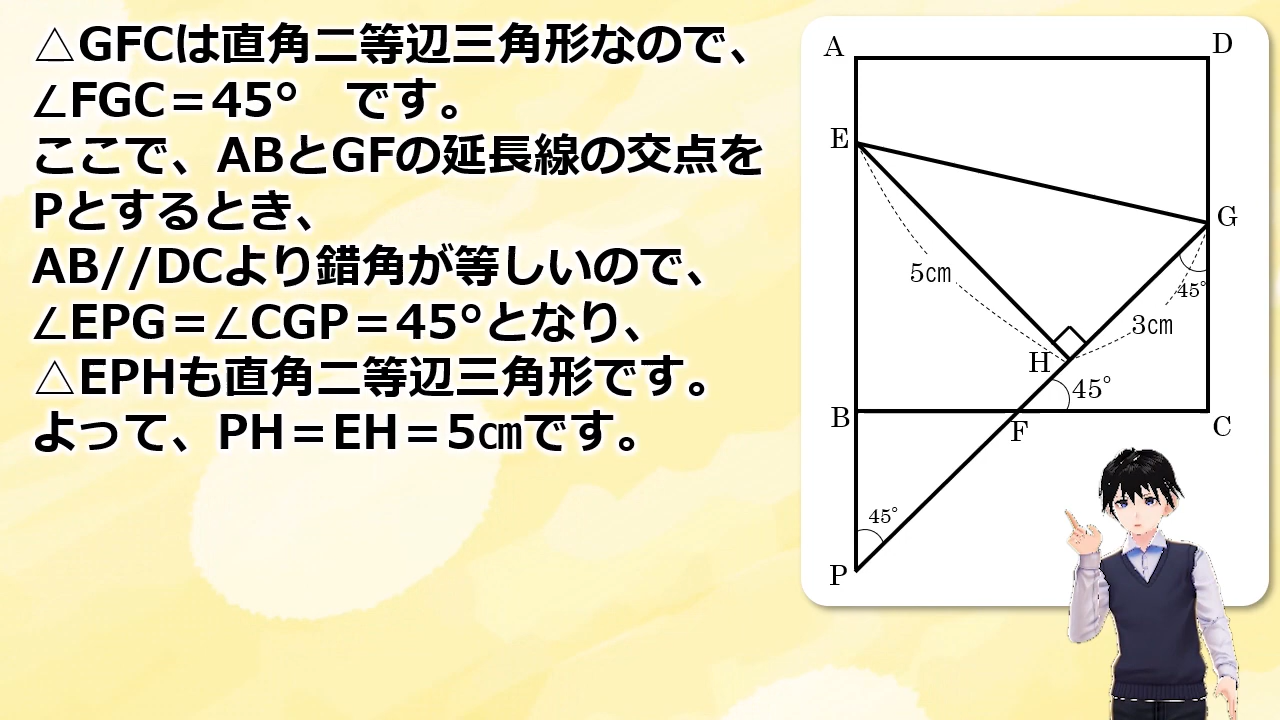 △GFCは直角二等辺三角形なので、
∠FGC=45° です。
ここで、ABとGFの延長線の交点を
Pとするとき、
AB//DCより錯角が等しいので、
∠EPG=∠CGP=45°となり、
△EPHも直角二等辺三角形です。
よって、PH=EH=5㎝です。
A
D
E
G
5㎝
45°
3㎝
H
45°
B
F
C
45°
P